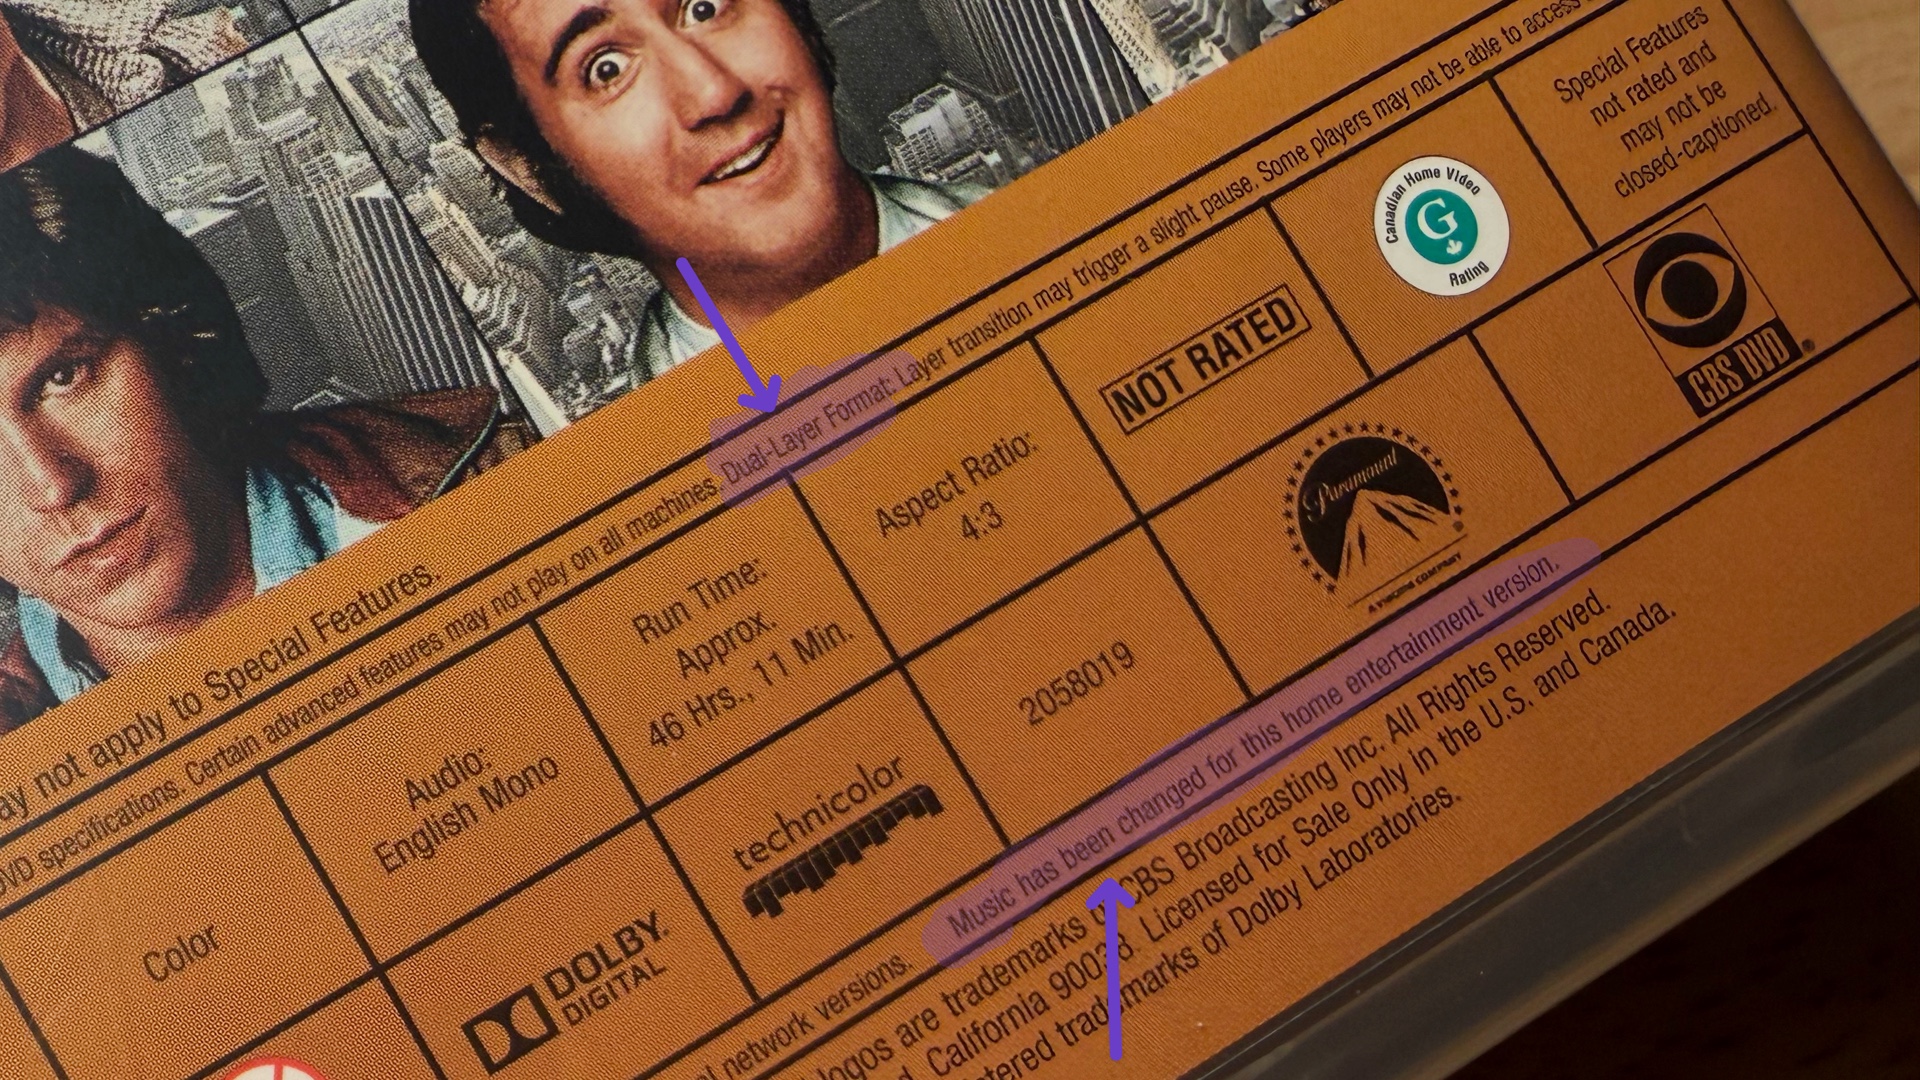 ay not apply to Special Features.
DVD specifications. Certain advanced features may not play on all machines. Dual-Layer Format: Layer transition may trigger a slight pause. Some players may not be able to access
Color
Audio:
English Mono
Run Time:
Approx.
46 Hrs., 11 Min.
Aspect Ratio:
4:3
NOT RATED
Canadian Home Video
G
Rating
Special Features
not rated and
may not be
closed-captioned.
DOLBY
DIGITAL
technicolor
2058019
Paramount
A VIACOM COMPANY
CBS DVD
al network versions. Music has been changed for this home entertainment version.
logos are trademarks CBS Broadcasting Inc. All Rights Reserved.
California 90038. Licensed for Sale Only in the U.S. and Canada.
trademarks of Dolby Laboratories.